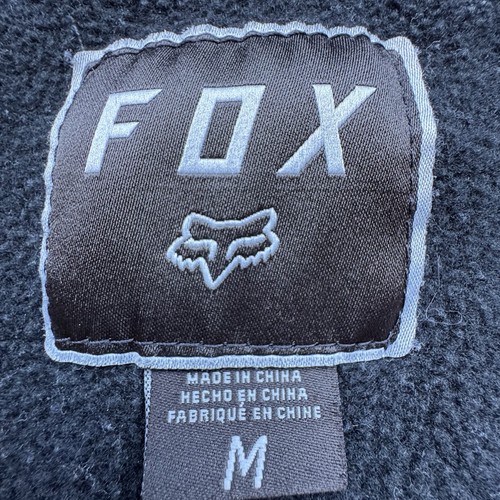 FOX
MADE IN CHINA
HECHO EN CHINA
FABRIQUÉ EN CHINE
M